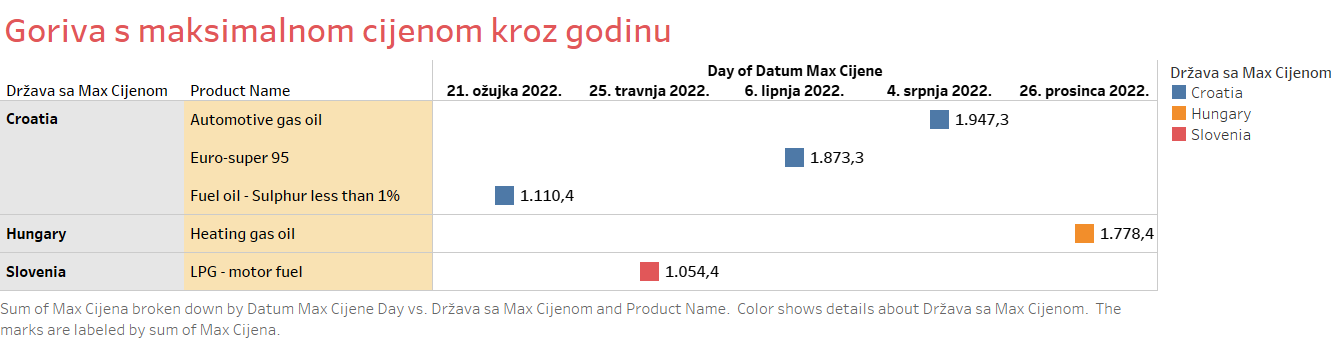 Goriva s maksimalnom cijenom kroz godinu
Day of Datum Max Cijene
Država sa Max Cijenom Product Name 21. ožujka 2022. 25. travnja 2022. 6. lipnja 2022. 4. srpnja 2022. 26. prosinca 2022.
Croatia Automotive gas oil 1.947,3
Euro-super 95 1.873,3
Fuel oil - Sulphur less than 1% 1.110,4
Hungary Heating gas oil 1.778,4
Slovenia LPG - motor fuel 1.054,4
Država sa Max Cijenom
Croatia
Hungary
Slovenia
Sum of Max Cijena broken down by Datum Max Cijene Day vs. Država sa Max Cijenom and Product Name. Color shows details about Država sa Max Cijenom. The
marks are labeled by sum of Max Cijena.